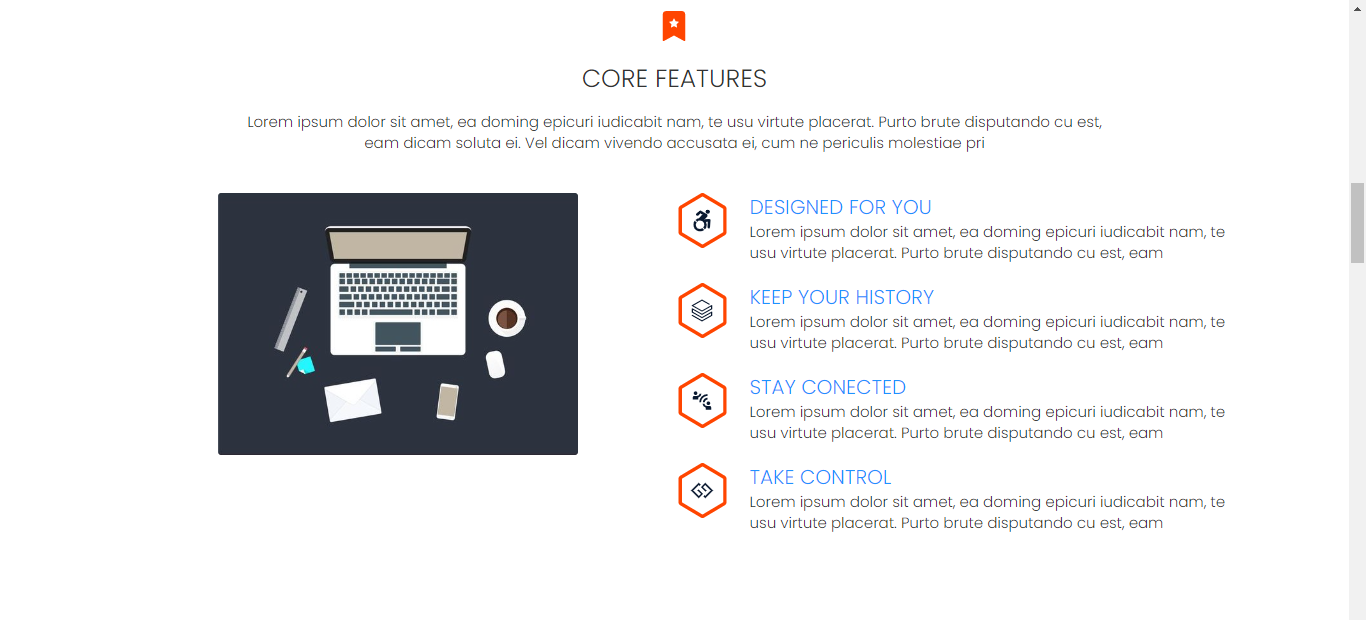 CORE FEATURES
Lorem ipsum dolor sit amet, ea doming epicuri iudicabit nam, te usu virtute placerat. Purto brute disputando cu est,
eam dicam soluta ei. Vel dicam vivendo accusata ei, cum ne periculis molestiae pri
DESIGNED FOR YOU
Lorem ipsum dolor sit amet, ea doming epicuri iudicabit nam, te
usu virtute placerat. Purto brute disputando cu est, eam
KEEP YOUR HISTORY
Lorem ipsum dolor sit amet, ea doming epicuri iudicabit nam, te
usu virtute placerat. Purto brute disputando cu est, eam
STAY CONECTED
Lorem ipsum dolor sit amet, ea doming epicuri iudicabit nam, te
usu virtute placerat. Purto brute disputando cu est, eam
TAKE CONTROL
Lorem ipsum dolor sit amet, ea doming epicuri iudicabit nam, te
usu virtute placerat. Purto brute disputando cu est, eam